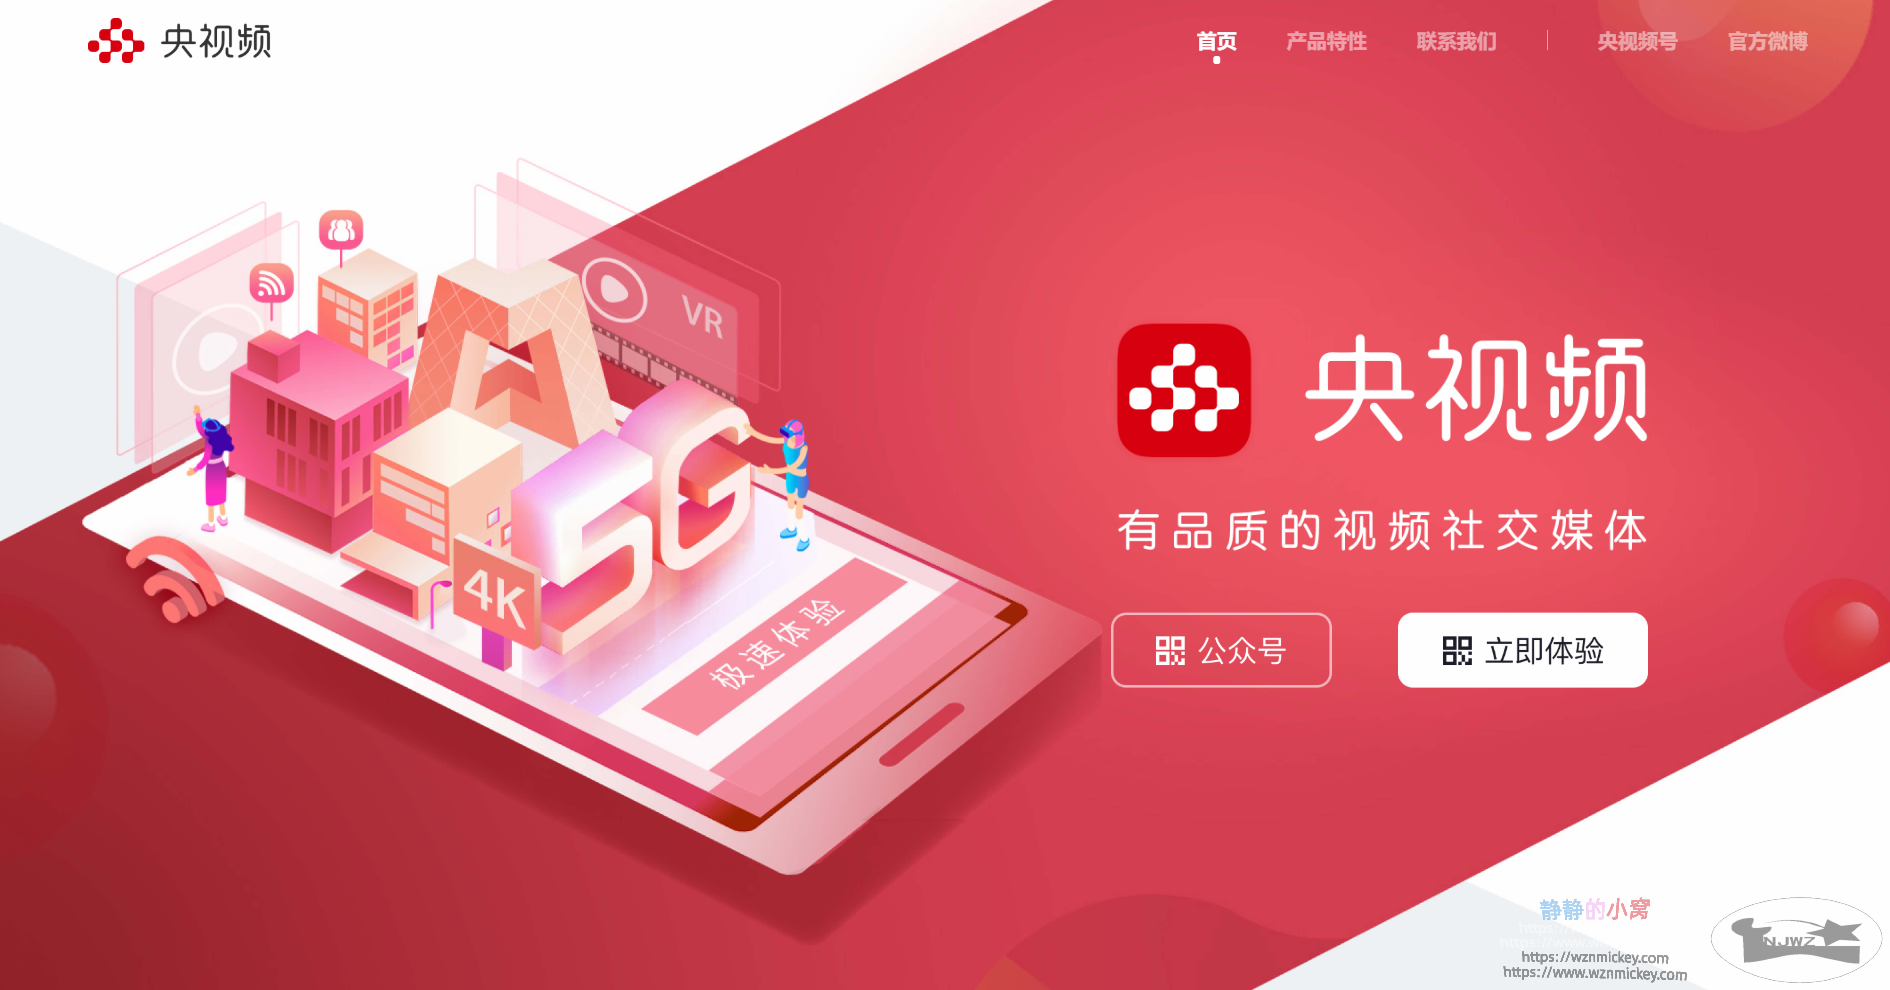 央视频
首页 产品特性 联系我们 央视频号 官方微博
VR
央视频
5G
4K
有品质的视频社交媒体
极速体验
公众号 立即体验
静静的小窝
https://wznmickey.com
https://www.wznmickey.com
NJWZ